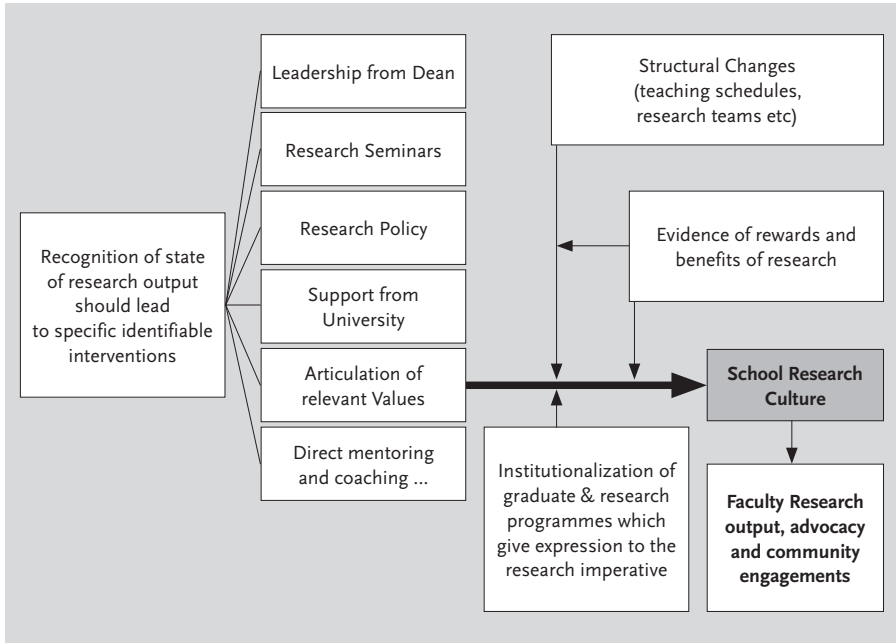 Recognition of state
of research output
should lead
to specific identifiable
interventions
Leadership from Dean
Research Seminars
Research Policy
Support from
University
Articulation of
relevant Values
Direct mentoring
and coaching ...
Structural Changes
(teaching schedules,
research teams etc)
Evidence of rewards and
benefits of research
Institutionalization of
graduate & research
programmes which
give expression to the
research imperative
School Research
Culture
Faculty Research
output, advocacy
and community
engagements